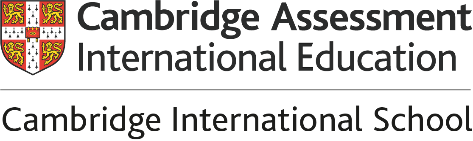 Cambridge Assessment
International Education
Cambridge International School